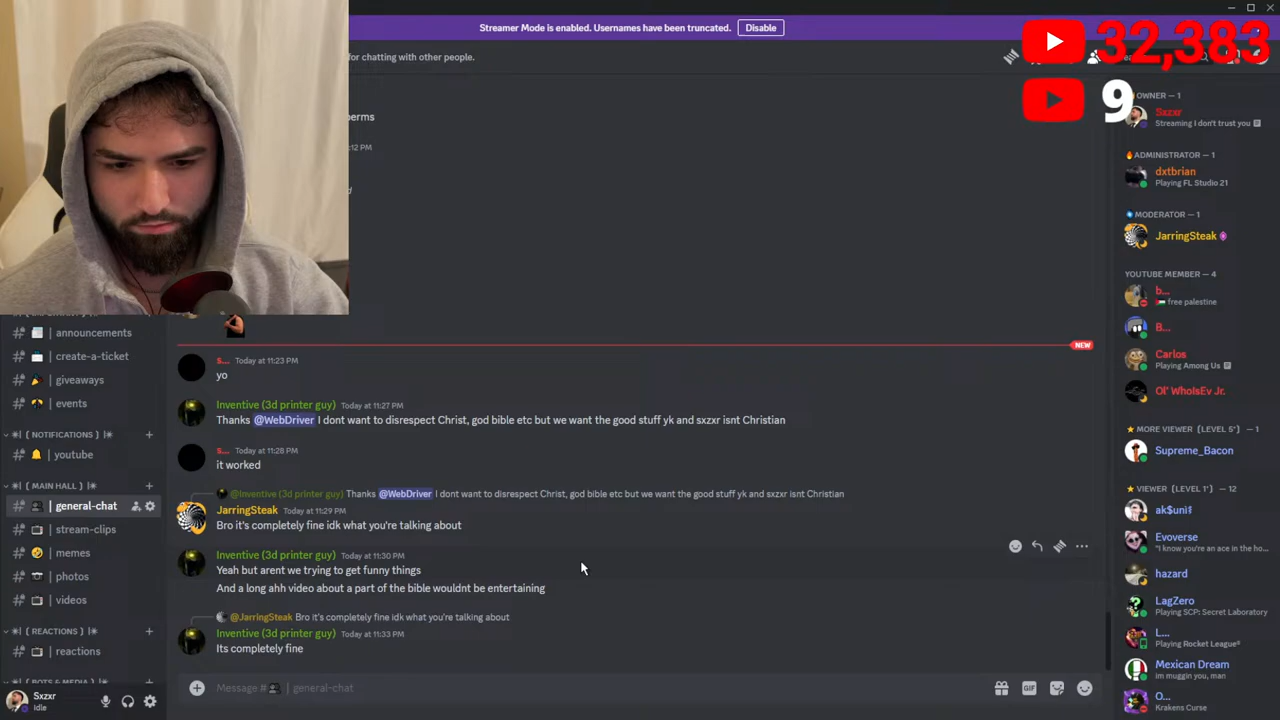 Streamer Mode is enabled. Usernames have been truncated. Disable
for chatting with other people.
32,383
9
erms
:12 PM
NEW
s... Today at 11:23 PM
yo
Inventive (3d printer guy) Today at 11:27 PM
Thanks @WebDriver I dont want to disrespect Christ, god bible etc but we want the good stuff yk and sxzxr isnt Christian
s... Today at 11:28 PM
it worked
@Inventive (3d printer guy) Thanks @WebDriver I dont want to disrespect Christ, god bible etc but we want the good stuff yk and sxzxr isnt Christian
JarringSteak Today at 11:29 PM
Bro it's completely fine idk what you're talking about
Inventive (3d printer guy) Today at 11:30 PM
Yeah but arent we trying to get funny things
And a long ahh video about a part of the bible wouldnt be entertaining
@JarringSteak Bro it's completely fine idk what you're talking about
Inventive (3d printer guy) Today at 11:33 PM
Its completely fine
Message # | general-chat
GIF
# | announcements
# | create-a-ticket
# | giveaways
# | events
( NOTIFICATIONS )
# | youtube
( MAIN HALL )
# | general-chat
# | stream-clips
# | memes
# | photos
# | videos
( REACTIONS )
# | reactions
Sxzxr
Idle
OWNER — 1
Sxzxr
Streaming I don't trust you
ADMINISTRATOR — 1
dxtbrian
Playing FL Studio 21
MODERATOR — 1
JarringSteak
YOUTUBE MEMBER — 4
b...
free palestine
B...
Carlos
Playing Among Us
Ol' WhoIsEv Jr.
MORE VIEWER (LEVEL 5⁺) — 1
Supreme_Bacon
VIEWER (LEVEL 1⁺) — 12
ak$uni
Evoverse
"I know you're an ace in the ho...
hazard
LagZero
Playing SCP: Secret Laboratory
L...
Playing Rocket League®
Mexican Dream
im muggin you, man
O...
Krakens Curse